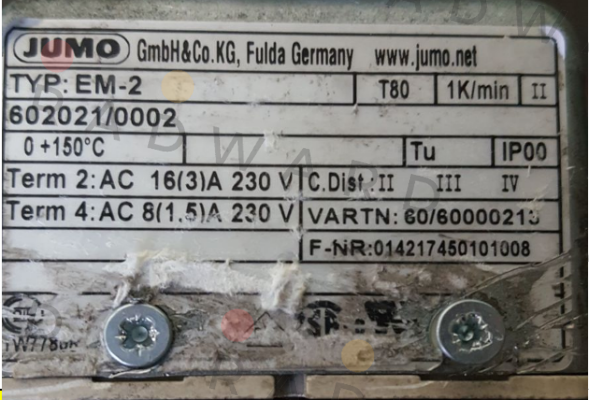 JUMO GmbH&Co.KG, Fulda Germany www.jumo.net
TYP: EM-2 T80 1K/min II
602021/0002
0 +150°C Tu IP00
Term 2:AC 16(3)A 230 V C.Dist.: II III IV
Term 4:AC 8(1.5)A 230 V VARTN: 60/60000213
F-NR:014217450101008
BADWARD